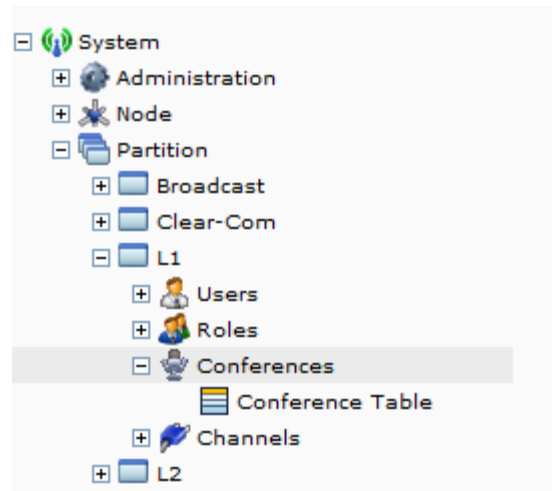 System
Administration
Node
Partition
Broadcast
Clear-Com
L1
Users
Roles
Conferences
Conference Table
Channels
L2